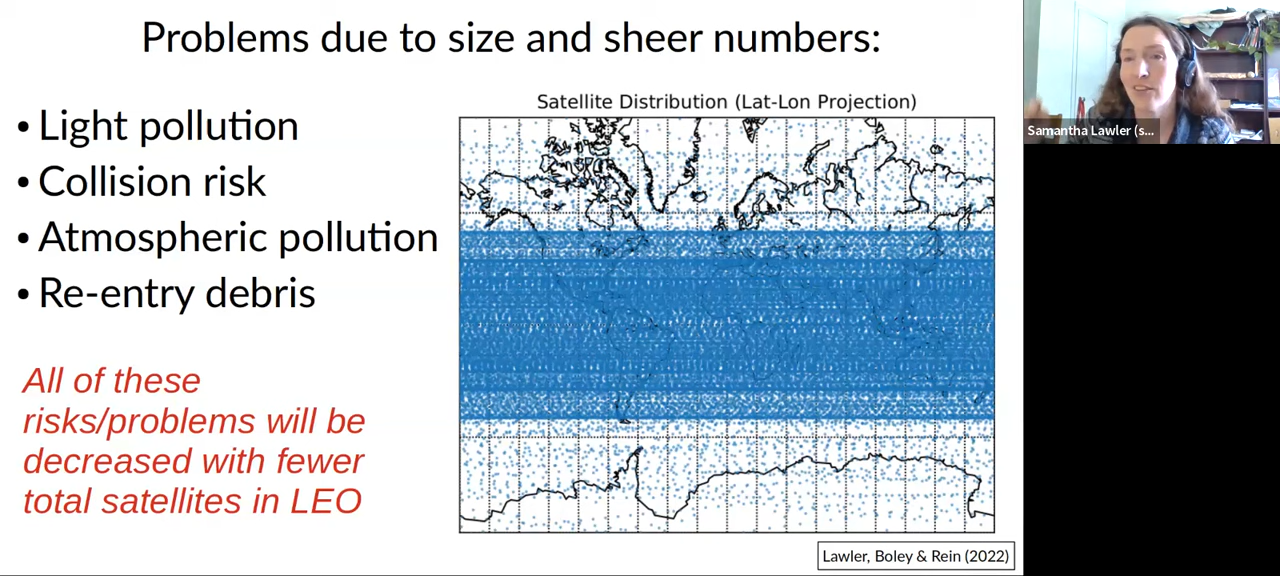 Problems due to size and sheer numbers:
• Light pollution
• Collision risk
• Atmospheric pollution
• Re-entry debris
All of these
risks/problems will be
decreased with fewer
total satellites in LEO
Satellite Distribution (Lat-Lon Projection)
Lawler, Boley & Rein (2022)
Samantha Lawler (s...